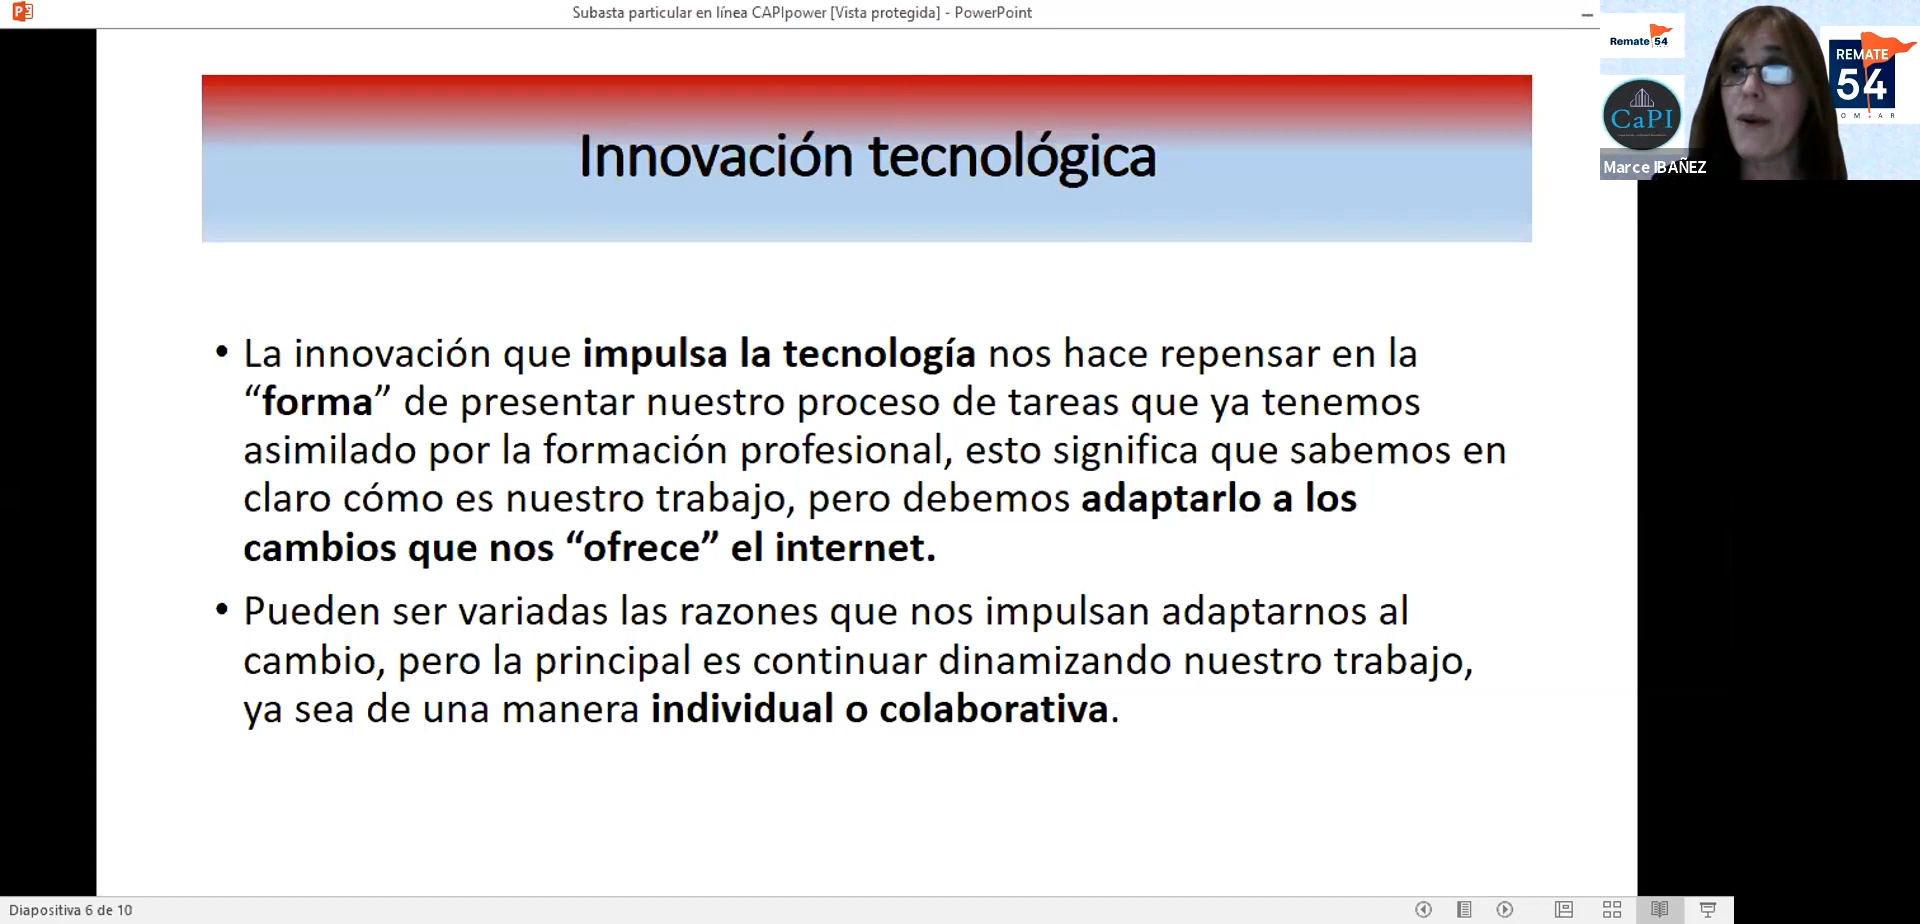 Subasta particular en línea CAPIpower [Vista protegida] - PowerPoint
Remate 54
REMATE
54
OM.AR
CaPI
Marce IBAÑEZ
Innovación tecnológica
• La innovación que impulsa la tecnología nos hace repensar en la
“forma” de presentar nuestro proceso de tareas que ya tenemos
asimilado por la formación profesional, esto significa que sabemos en
claro cómo es nuestro trabajo, pero debemos adaptarlo a los
cambios que nos “ofrece” el internet.
• Pueden ser variadas las razones que nos impulsan adaptarnos al
cambio, pero la principal es continuar dinamizando nuestro trabajo,
ya sea de una manera individual o colaborativa.
Diapositiva 6 de 10